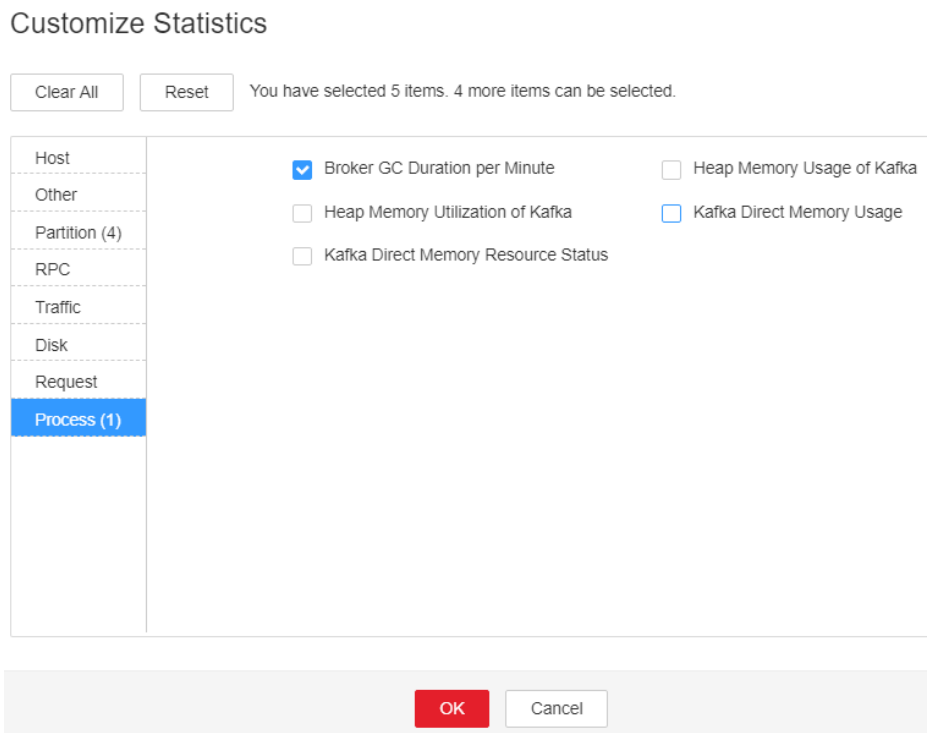 Customize Statistics
Clear All
Reset
You have selected 5 items. 4 more items can be selected.
Host
Other
Partition (4)
RPC
Traffic
Disk
Request
Process (1)
Broker GC Duration per Minute
Heap Memory Usage of Kafka
Heap Memory Utilization of Kafka
Kafka Direct Memory Usage
Kafka Direct Memory Resource Status
OK
Cancel